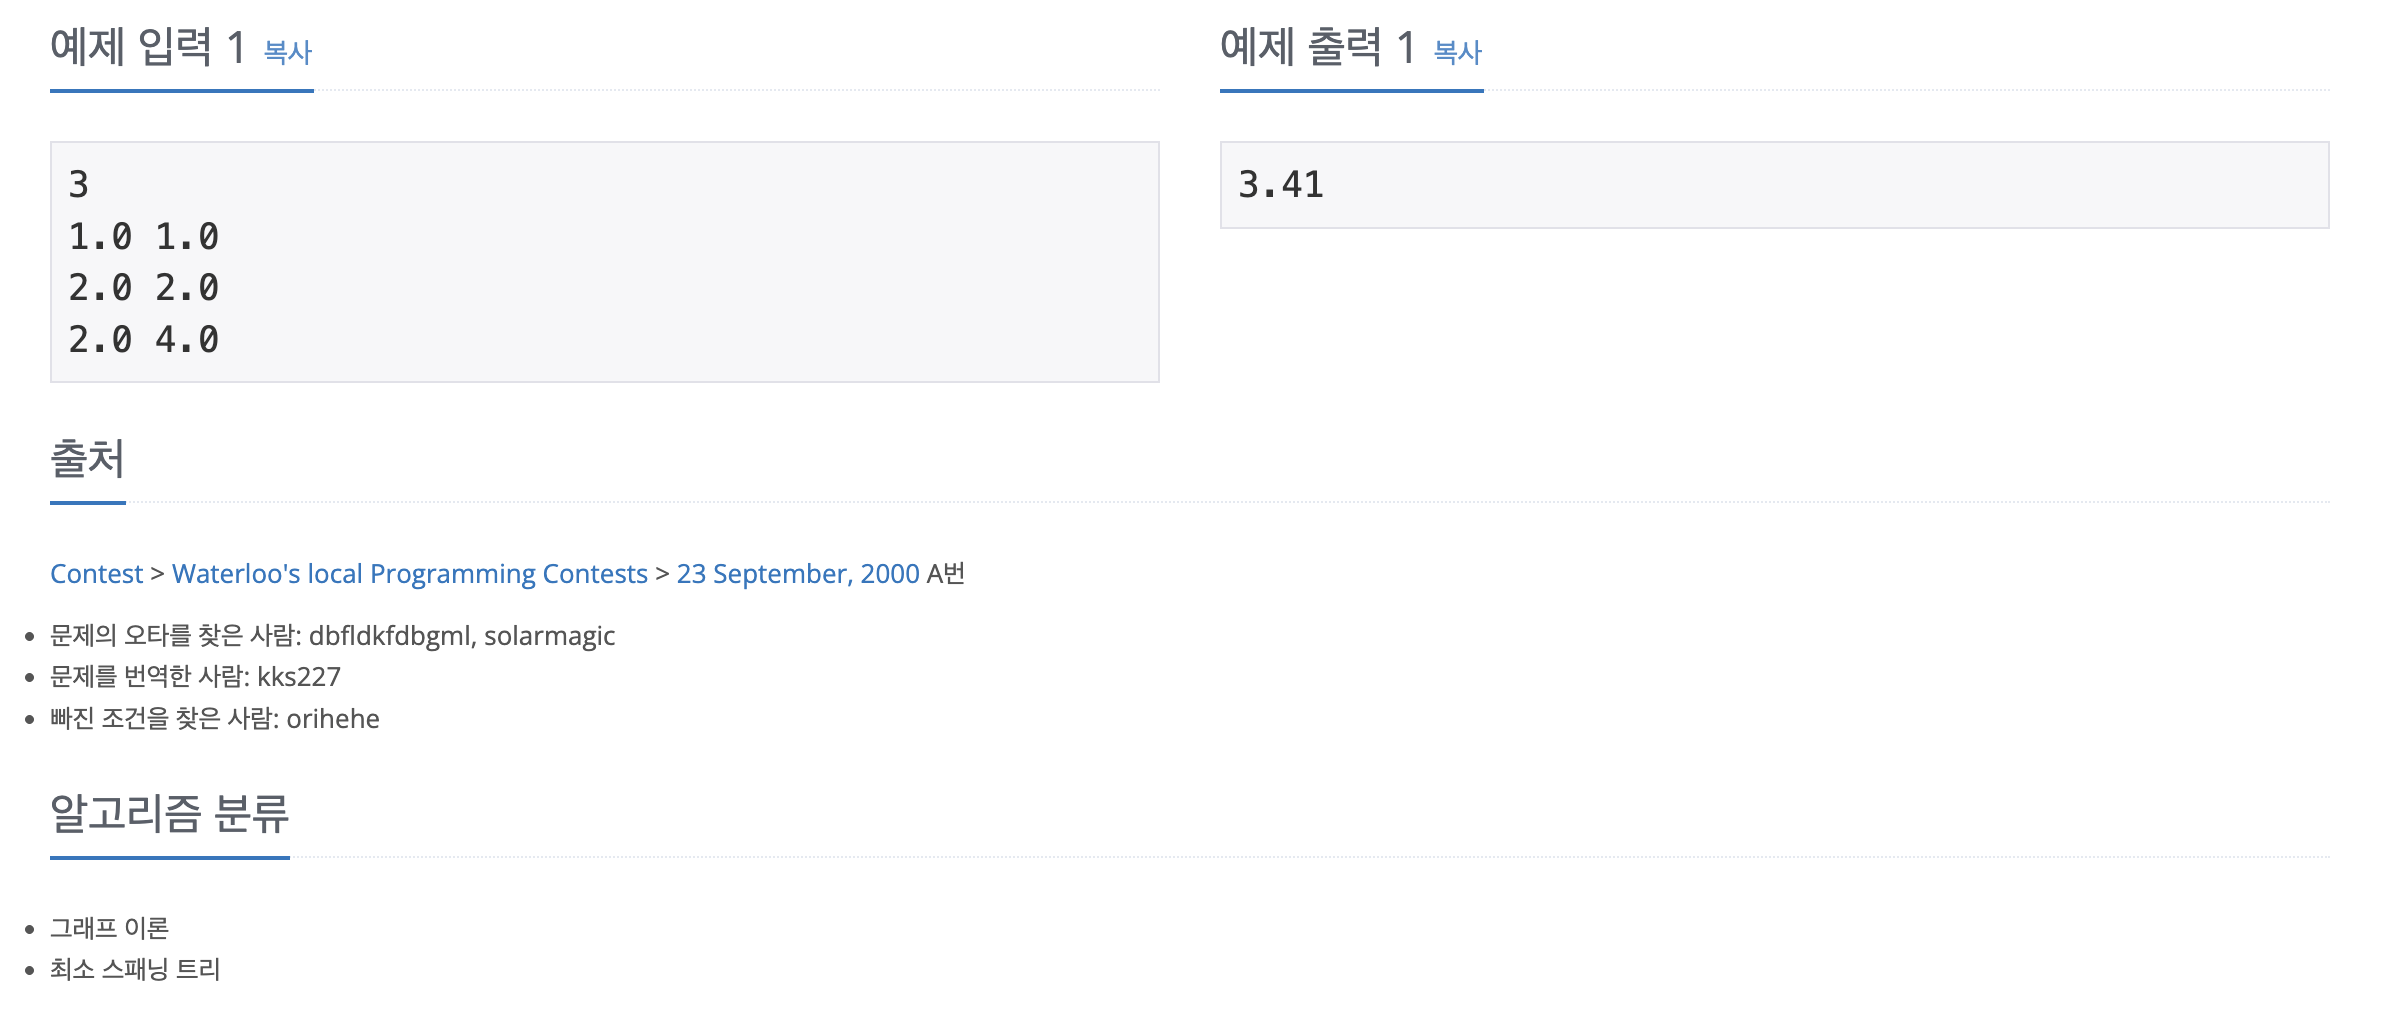 예제 입력 1 복사
3
1.0 1.0
2.0 2.0
2.0 4.0
예제 출력 1 복사
3.41
출처
Contest > Waterloo's local Programming Contests > 23 September, 2000 A번
문제의 오타를 찾은 사람: dbfldkfdbgml, solarmagic
문제를 번역한 사람: kks227
빠진 조건을 찾은 사람: orihehe
알고리즘 분류
그래프 이론
최소 스패닝 트리